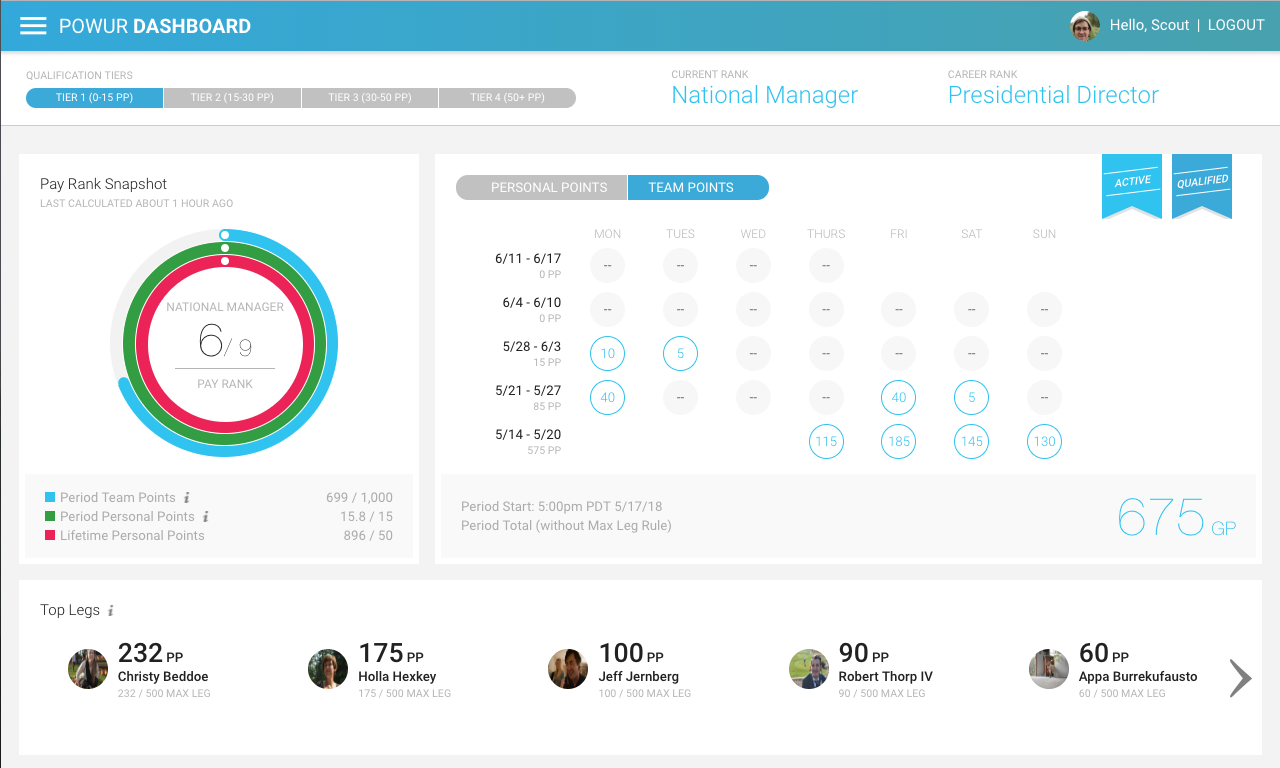 POWUR DASHBOARD
Hello, Scout | LOGOUT
QUALIFICATION TIERS
TIER 1 (0-15 PP) TIER 2 (15-30 PP) TIER 3 (30-50 PP) TIER 4 (50+ PP)
CURRENT RANK
National Manager
CAREER RANK
Presidential Director
Pay Rank Snapshot
LAST CALCULATED ABOUT 1 HOUR AGO
NATIONAL MANAGER
6 / 9
PAY RANK
Period Team Points i 699 / 1,000
Period Personal Points i 15.8 / 15
Lifetime Personal Points 896 / 50
PERSONAL POINTS TEAM POINTS
ACTIVE
QUALIFIED
MON TUES WED THURS FRI SAT SUN
6/11 - 6/17 -- -- -- --
0 PP
6/4 - 6/10 -- -- -- -- -- -- --
0 PP
5/28 - 6/3 10 5 -- -- -- -- --
15 PP
5/21 - 5/27 40 -- -- -- 40 5 --
85 PP
5/14 - 5/20 115 185 145 130
575 PP
Period Start: 5:00pm PDT 5/17/18
Period Total (without Max Leg Rule)
675 GP
Top Legs i
232 PP
Christy Beddoe
232 / 500 MAX LEG
175 PP
Holla Hexkey
175 / 500 MAX LEG
100 PP
Jeff Jernberg
100 / 500 MAX LEG
90 PP
Robert Thorp IV
90 / 500 MAX LEG
60 PP
Appa Burrekufausto
60 / 500 MAX LEG